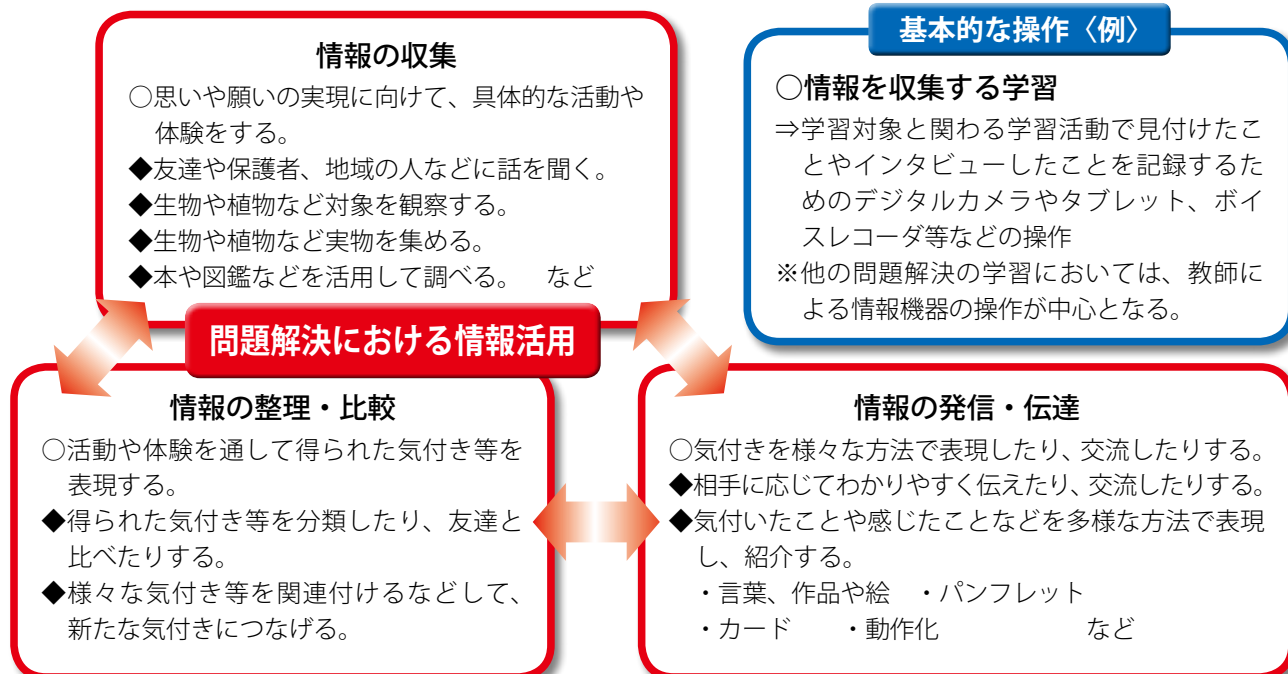 情報の収集
○思いや願いの実現に向けて、具体的な活動や
体験をする。
◆友達や保護者、地域の人などに話を聞く。
◆生物や植物など対象を観察する。
◆生物や植物など実物を集める。
◆本や図鑑などを活用して調べる。　など
基本的な操作〈例〉
○情報を収集する学習
⇒学習対象と関わる学習活動で見付けたこ
とやインタビューしたことを記録するた
めのデジタルカメラやタブレット、ボイ
スレコーダ等などの操作
※他の問題解決の学習においては、教師に
よる情報機器の操作が中心となる。
問題解決における情報活用
情報の整理・比較
○活動や体験を通して得られた気付き等を
表現する。
◆得られた気付き等を分類したり、友達と
比べたりする。
◆様々な気付き等を関連付けるなどして、
新たな気付きにつなげる。
情報の発信・伝達
○気付きを様々な方法で表現したり、交流したりする。
◆相手に応じてわかりやすく伝えたり、交流したりする。
◆気付いたことや感じたことなどを多様な方法で表現
し、紹介する。
・言葉、作品や絵　・パンフレット
・カード　　・動作化　　　　　　など